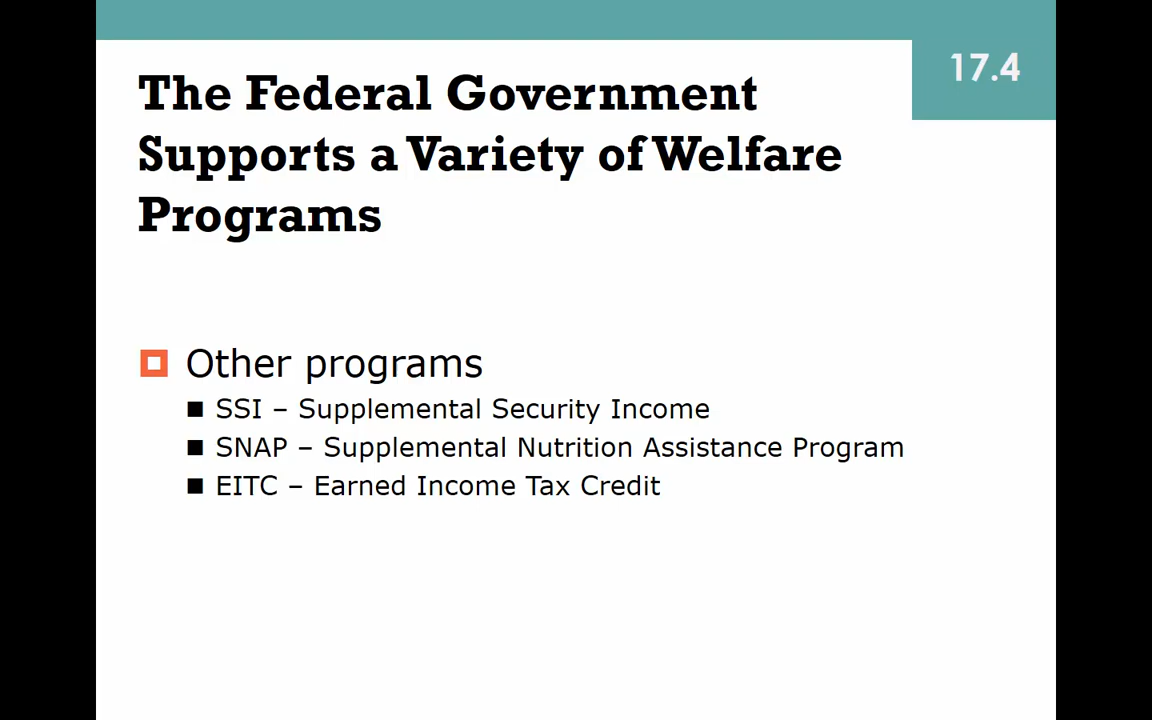 17.4
The Federal Government
Supports a Variety of Welfare
Programs
Other programs
SSI – Supplemental Security Income
SNAP – Supplemental Nutrition Assistance Program
EITC – Earned Income Tax Credit